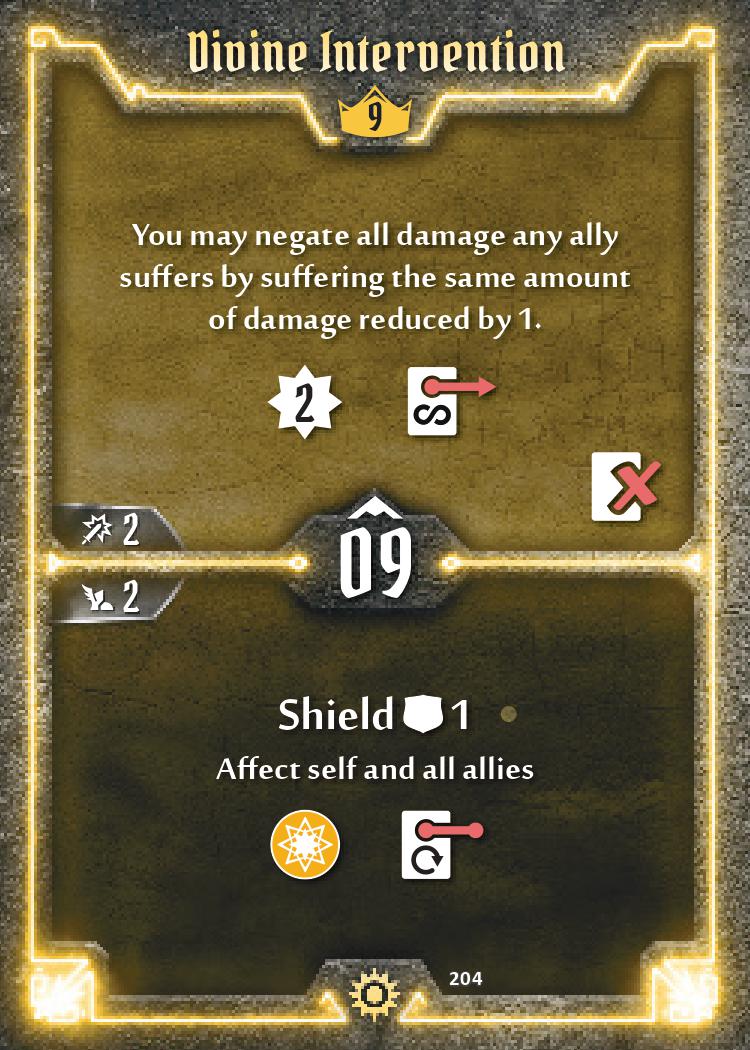 Divine Intervention
9
You may negate all damage any ally
suffers by suffering the same amount
of damage reduced by 1.
2
2
09
2
Shield 1
Affect self and all allies
204